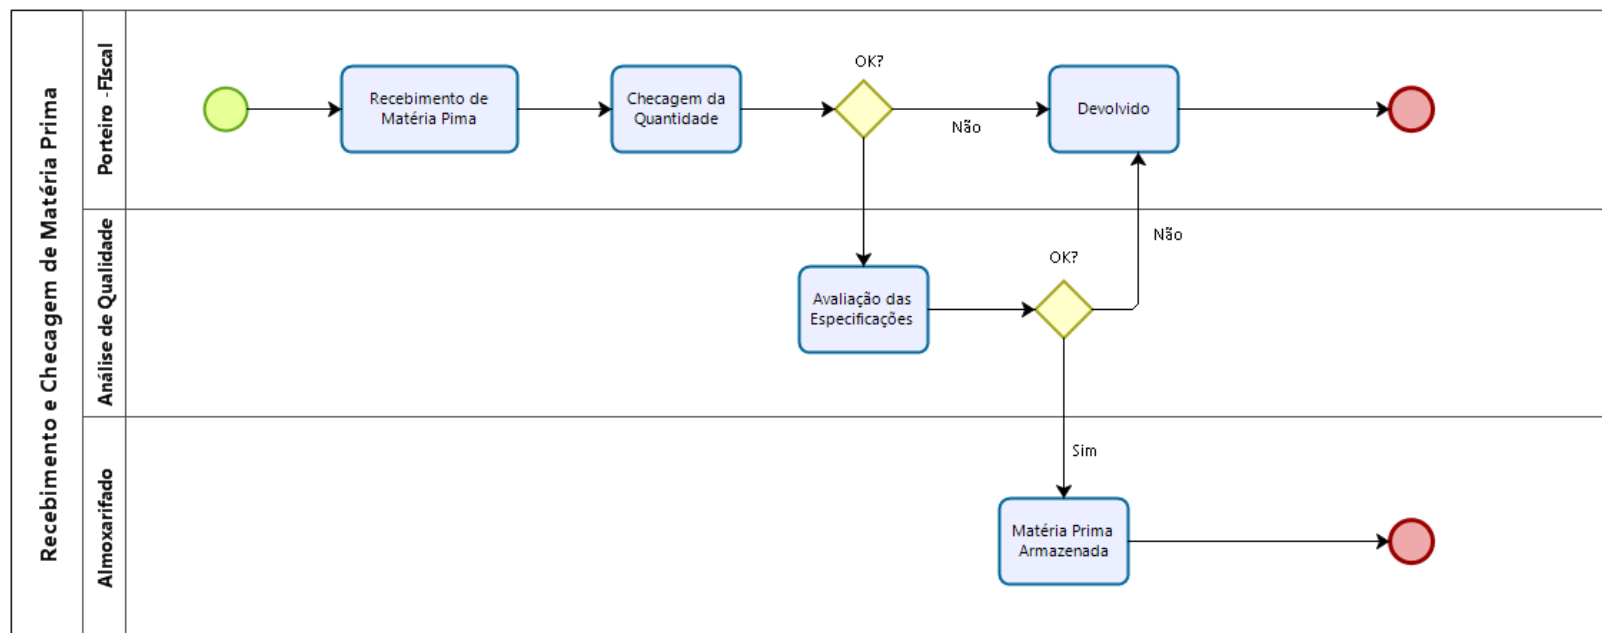 Recebimento e Checagem de Matéria Prima
Porteiro -FIscal
Recebimento de
Matéria Pima
Checagem da
Quantidade
OK?
Não
Devolvido
Análise de Qualidade
Avaliação das
Especificações
OK?
Não
Sim
Almoxarifado
Matéria Prima
Armazenada